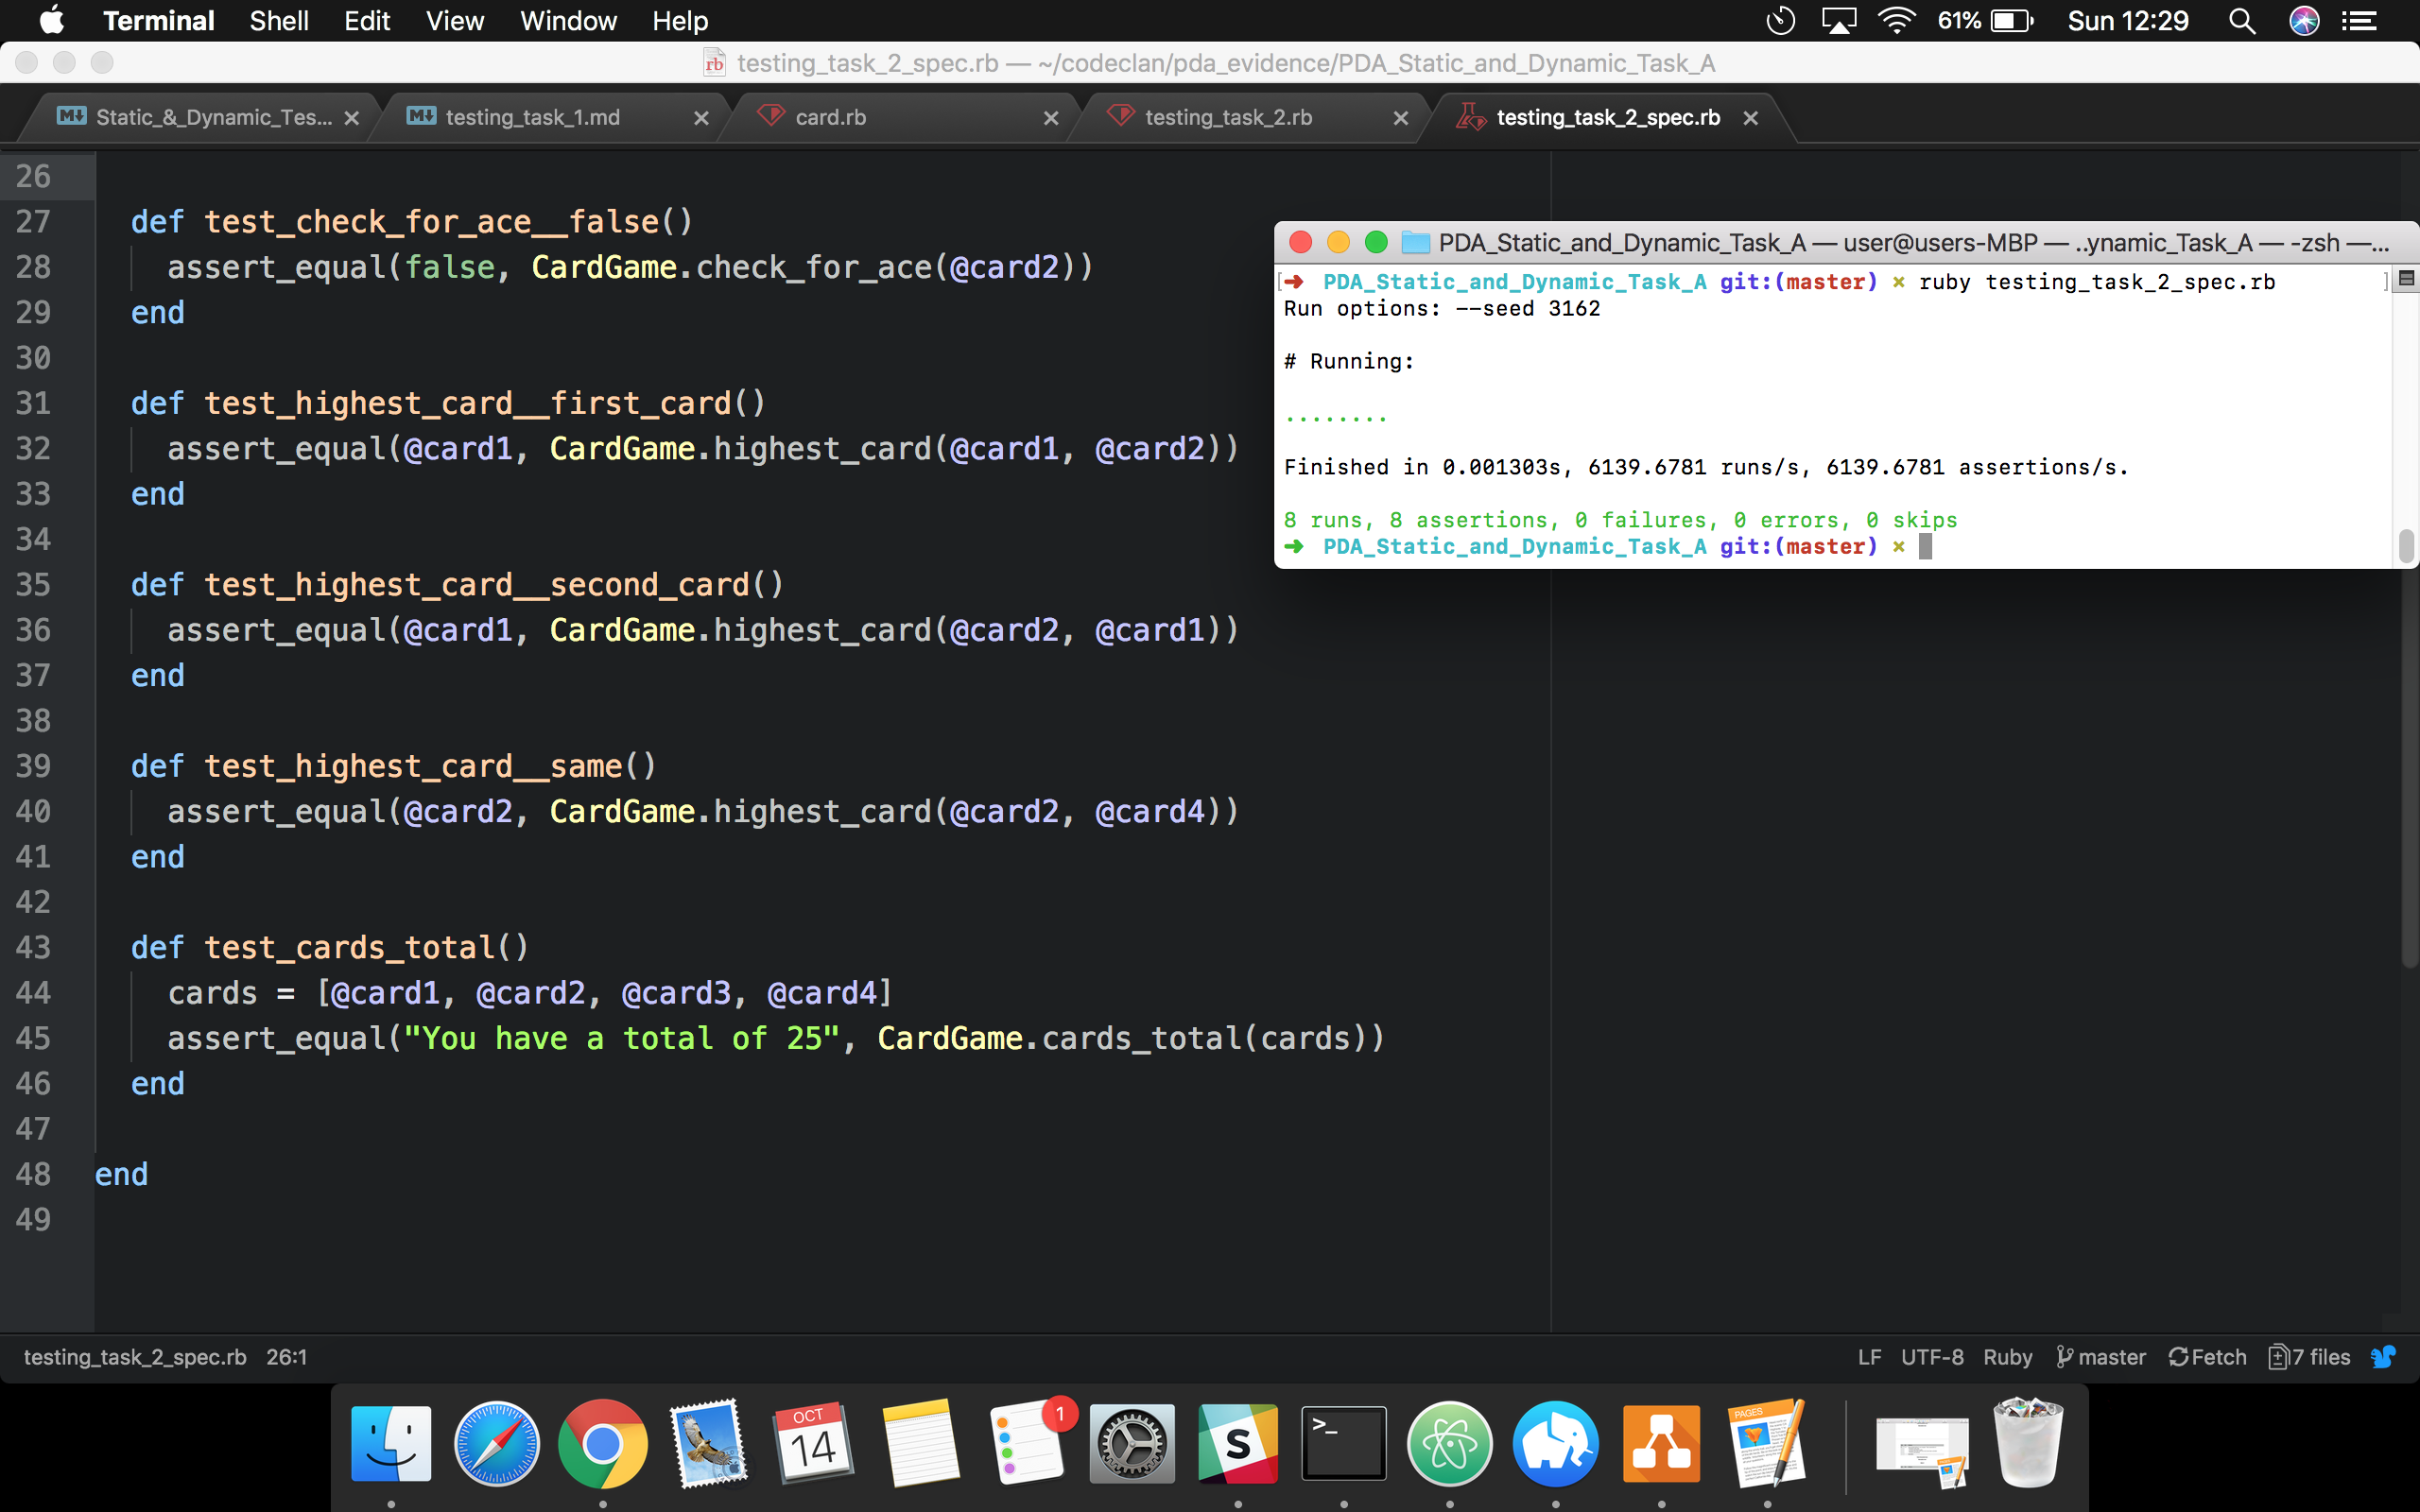 Terminal Shell Edit View Window Help 61% Sun 12:29
testing_task_2_spec.rb — ~/codeclan/pda_evidence/PDA_Static_and_Dynamic_Task_A
Static_&_Dynamic_Tes... testing_task_1.md card.rb testing_task_2.rb testing_task_2_spec.rb
26
27 def test_check_for_ace__false()
28 assert_equal(false, CardGame.check_for_ace(@card2))
29 end
30
31 def test_highest_card__first_card()
32 assert_equal(@card1, CardGame.highest_card(@card1, @card2))
33 end
34
35 def test_highest_card__second_card()
36 assert_equal(@card1, CardGame.highest_card(@card2, @card1))
37 end
38
39 def test_highest_card__same()
40 assert_equal(@card2, CardGame.highest_card(@card2, @card4))
41 end
42
43 def test_cards_total()
44 cards = [@card1, @card2, @card3, @card4]
45 assert_equal("You have a total of 25", CardGame.cards_total(cards))
46 end
47
48 end
49
PDA_Static_and_Dynamic_Task_A — user@users-MBP — ..ynamic_Task_A — -zsh —...
[➜ PDA_Static_and_Dynamic_Task_A git:(master) × ruby testing_task_2_spec.rb ]
Run options: --seed 3162
# Running:
........
Finished in 0.001303s, 6139.6781 runs/s, 6139.6781 assertions/s.
8 runs, 8 assertions, 0 failures, 0 errors, 0 skips
➜ PDA_Static_and_Dynamic_Task_A git:(master) ×
testing_task_2_spec.rb 26:1 LF UTF-8 Ruby master Fetch 7 files
OCT
14
1
S
>_
PAGES